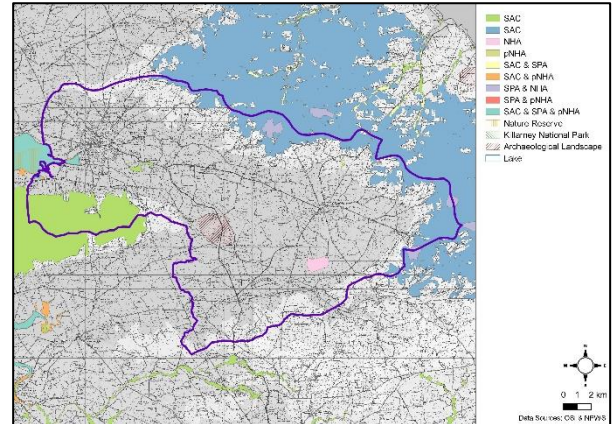 SAC
SAC
NHA
pNHA
SAC & SPA
SAC & pNHA
SPA & NHA
SPA & pNHA
SAC & SPA & pNHA
Nature Reserve
Killarney National Park
Archaeological Landscape
Lake
N
0 1 2 km
Data Sources: OSI & NPWS